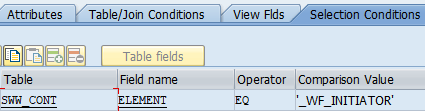 Attributes Table/Join Conditions View Flds Selection Conditions
Table fields
Table Field name Operator Comparison Value
SWW_CONT ELEMENT EQ '_WF_INITIATOR'